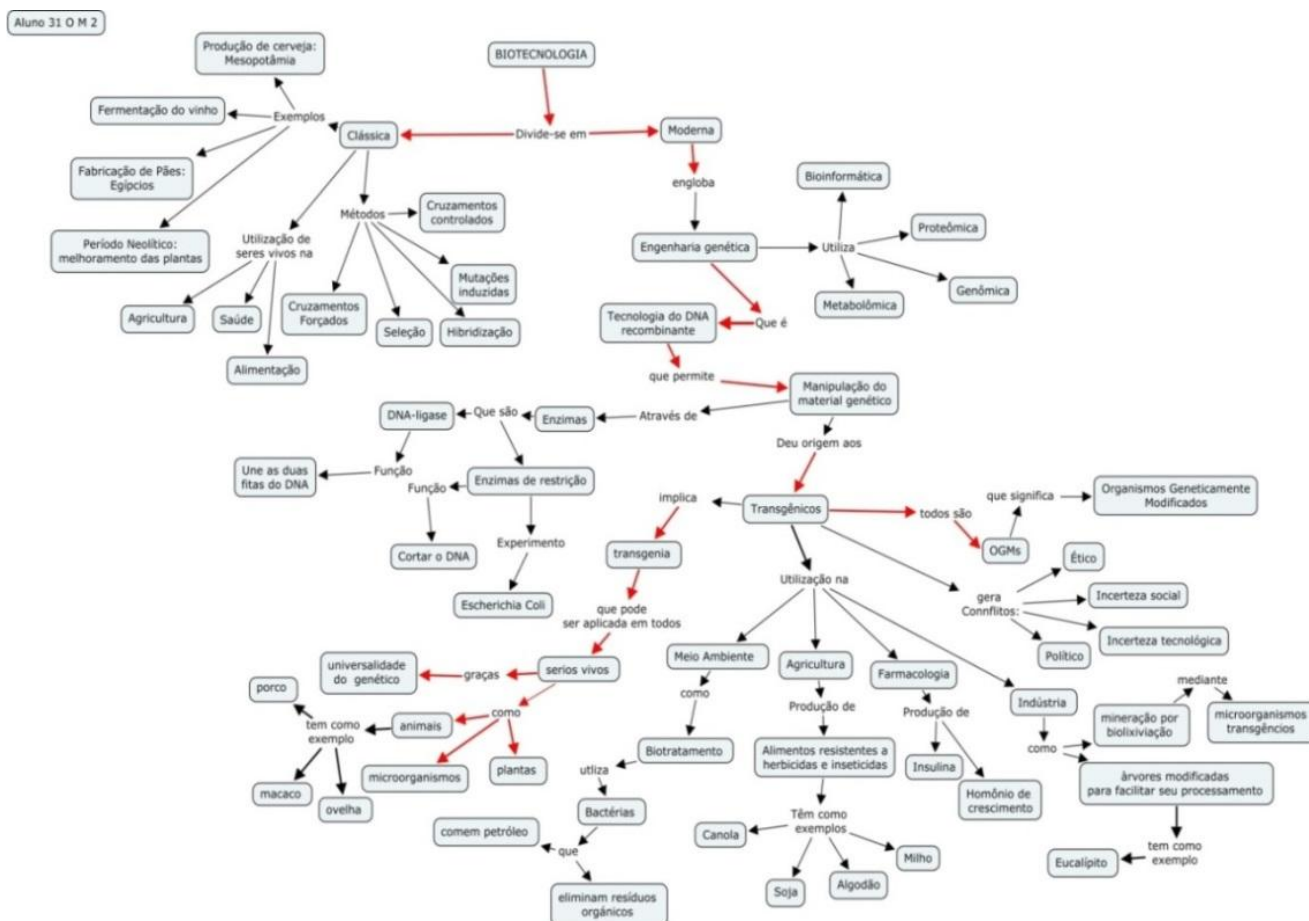 Aluno 31 O M 2
BIOTECNOLOGIA
Divide-se em
Clássica
Moderna
Exemplos
Produção de cerveja:
Mesopotâmia
Fermentação do vinho
Fabricação de Pães:
Egípcios
Período Neolítico:
melhoramento das plantas
Utilização de
seres vivos na
Agricultura
Saúde
Alimentação
Métodos
Cruzamentos
controlados
Mutações
induzidas
Hibridização
Seleção
Cruzamentos
Forçados
engloba
Engenharia genética
Utiliza
Bioinformática
Proteômica
Genômica
Metabolômica
Que é
Tecnologia do DNA
recombinante
que permite
Manipulação do
material genético
Através de
Enzimas
Que são
DNA-ligase
Função
Une as duas
fitas do DNA
Enzimas de restrição
Função
Cortar o DNA
Experimento
Escherichia Coli
Deu origem aos
Transgênicos
todos são
OGMs
que significa
Organismos Geneticamente
Modificados
gera
Connflitos:
Ético
Incerteza social
Incerteza tecnológica
Político
implica
transgenia
que pode
ser aplicada em todos
serios vivos
graças
universalidade
do genético
como
animais
microorganismos
plantas
tem como
exemplo
porco
macaco
ovelha
Utilização na
Meio Ambiente
como
Biotratamento
utliza
Bactérias
que
comem petróleo
eliminam resíduos
orgánicos
Agricultura
Produção de
Alimentos resistentes a
herbicidas e inseticidas
Têm como
exemplos
Canola
Soja
Algodão
Milho
Farmacologia
Produção de
Insulina
Homônio de
crescimento
Indústria
como
mineração por
biolixiviação
mediante
microorganismos
transgências
árvores modificadas
para facilitar seu processamento
tem como
exemplo
Eucalípito